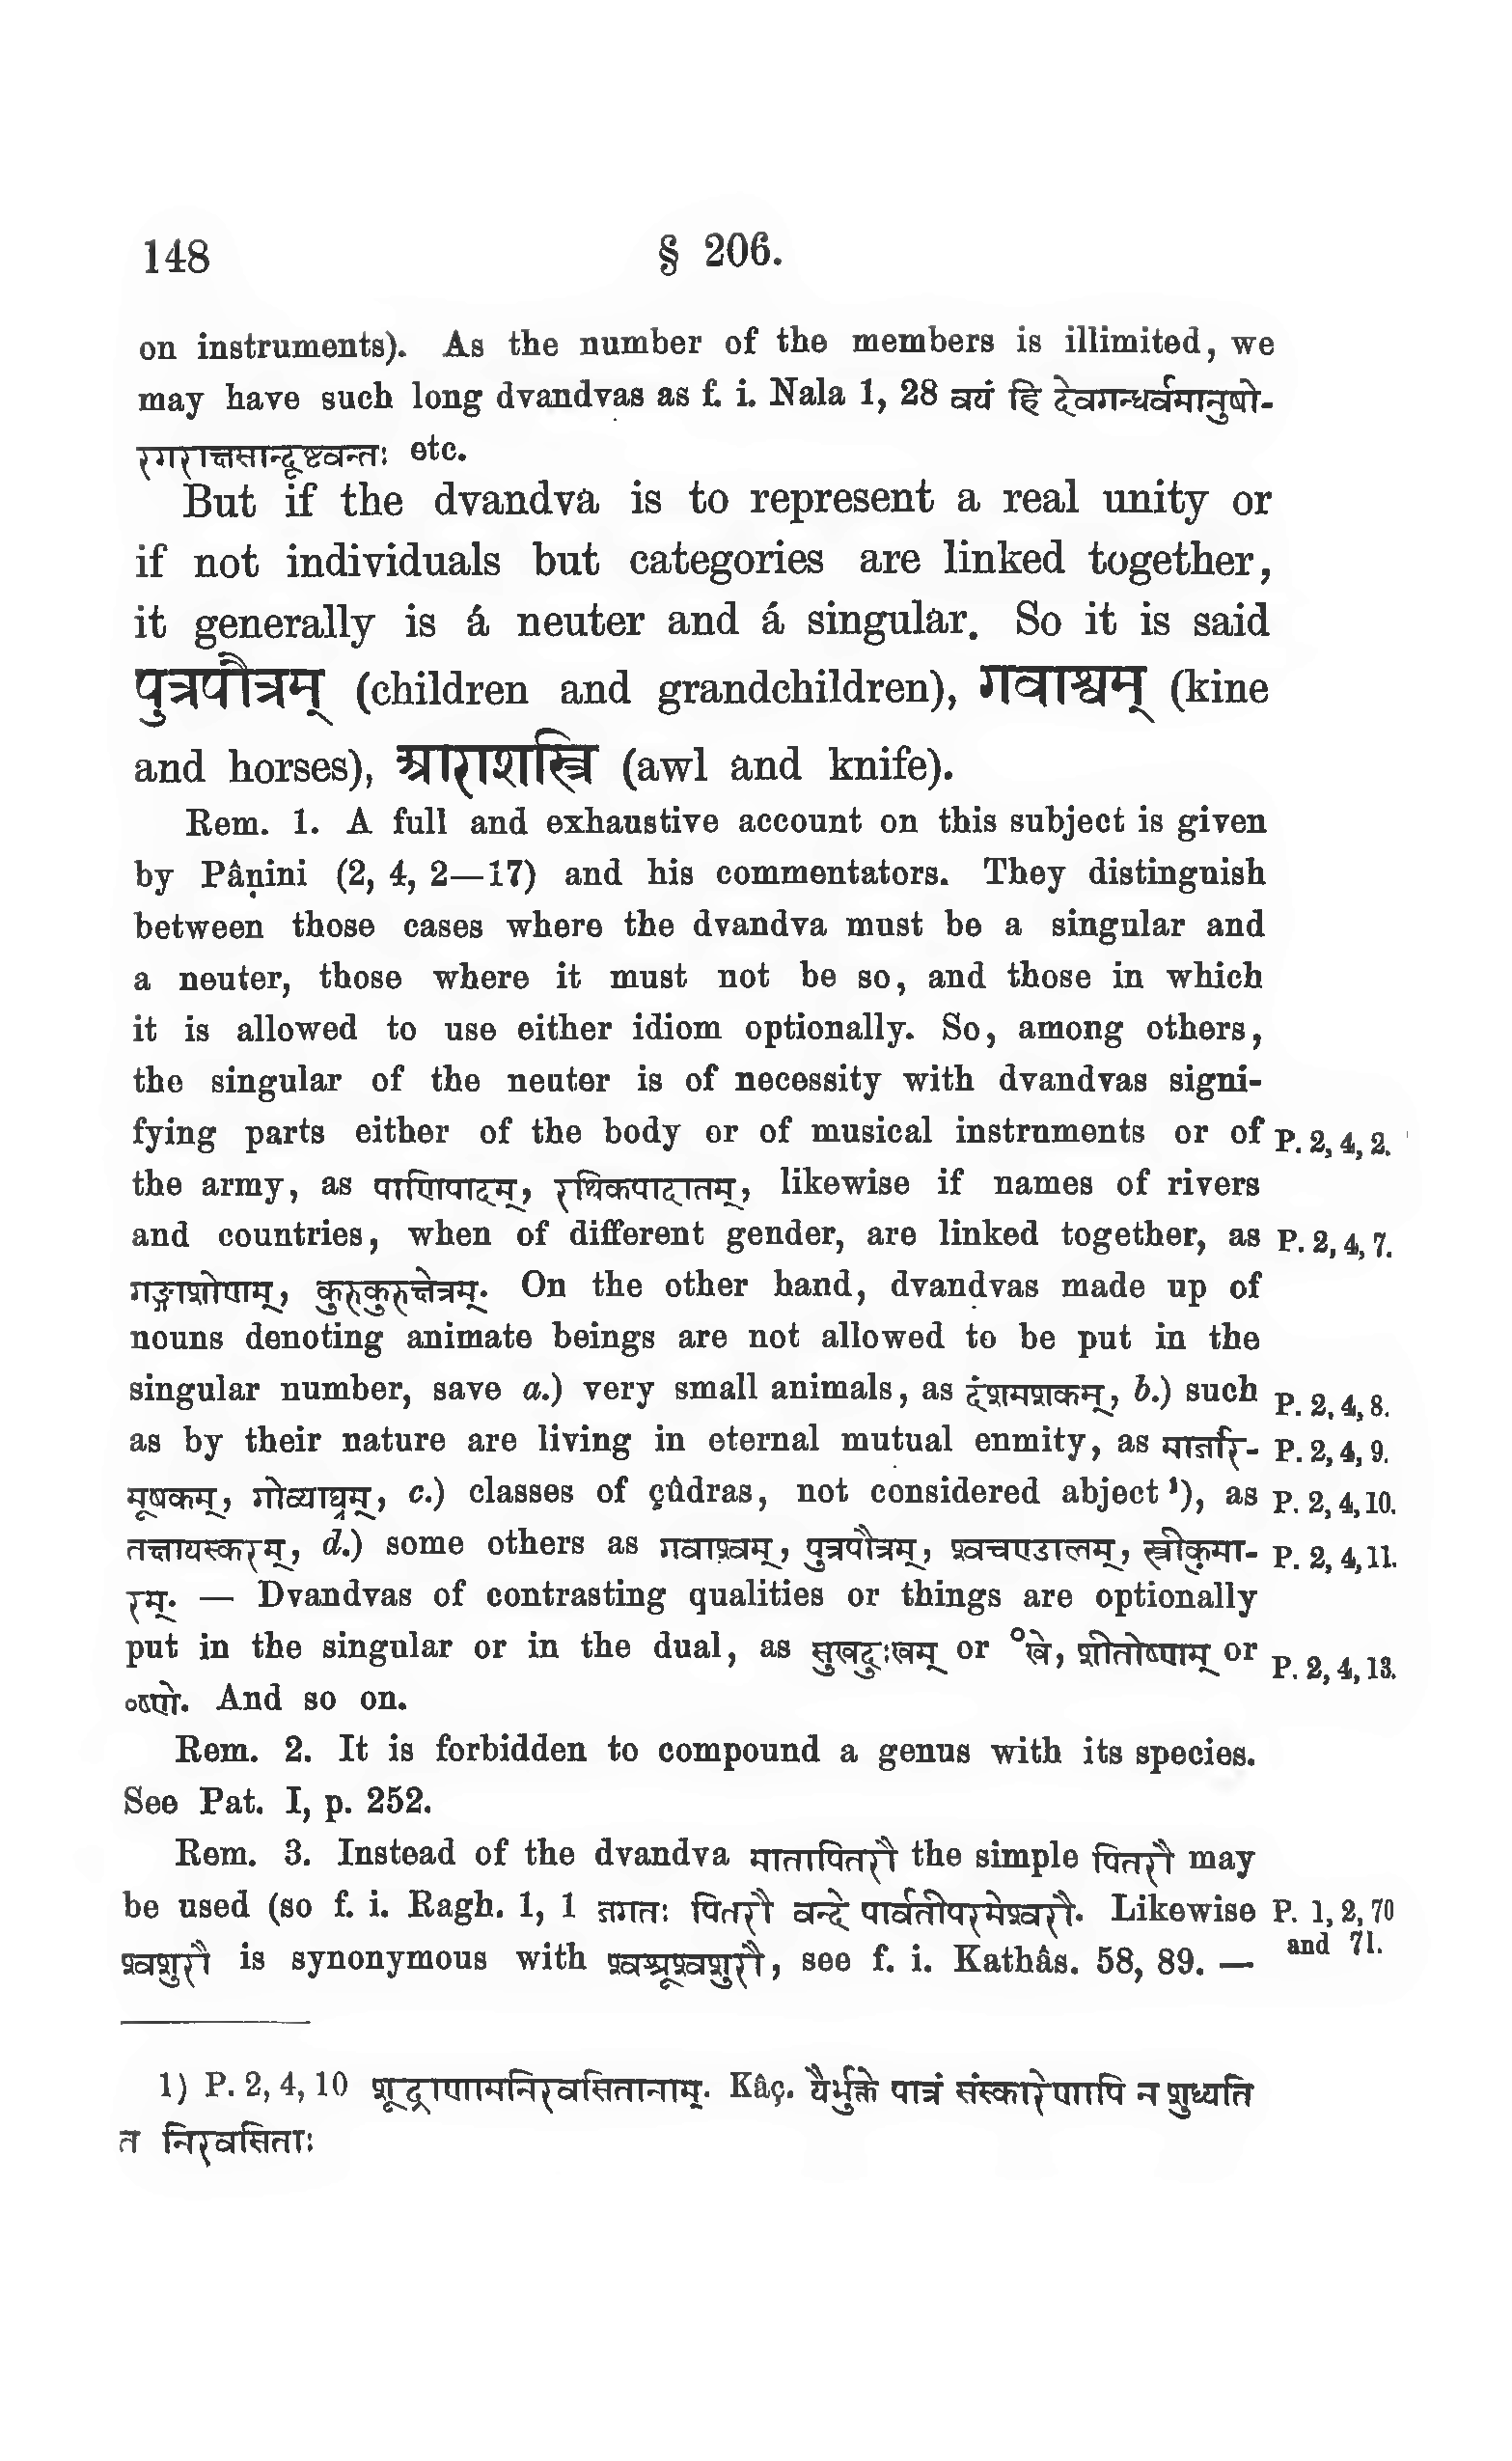 148 § 206.
on instruments). As the number of the members is illimited, we
may have such long dvandvas as f. i. Nala 1, 28 वयं हि देवगन्धर्वमानुषो-
रगराक्षसान्दृष्टवन्तः etc.
But if the dvandva is to represent a real unity or
if not individuals but categories are linked together,
it generally is á neuter and á singular. So it is said
पुत्रपौत्रम् (children and grandchildren), गवाश्वम् (kine
and horses), आराशस्त्रि (awl and knife).
Rem. 1. A full and exhaustive account on this subject is given
by Pâṇini (2, 4, 2—17) and his commentators. They distinguish
between those cases where the dvandva must be a singular and
a neuter, those where it must not be so, and those in which
it is allowed to use either idiom optionally. So, among others,
the singular of the neuter is of necessity with dvandvas signi-
fying parts either of the body or of musical instruments or of P. 2, 4, 2.
the army, as पाणिपादम्, रथिकपादातम्, likewise if names of rivers
and countries, when of different gender, are linked together, as P. 2, 4, 7.
गङ्गाशोणम्, कुरुकुरुक्षेत्रम्. On the other hand, dvandvas made up of
nouns denoting animate beings are not allowed to be put in the
singular number, save a.) very small animals, as दंशमशकम्, b.) such P. 2, 4, 8.
as by their nature are living in eternal mutual enmity, as मार्जार- P. 2, 4, 9.
मूषकम्, गोव्याघ्रम्, c.) classes of çûdras, not considered abject ¹), as P. 2, 4, 10.
तक्षायस्करम्, d.) some others as गवाश्वम्, पुत्रपौत्रम्, श्वचण्डालम्, स्त्रीकुमा- P. 2, 4, 11.
रम्. — Dvandvas of contrasting qualities or things are optionally
put in the singular or in the dual, as सुखदुःखम् or °खे, शीतोष्णम् or P. 2, 4, 13.
°ष्णे. And so on.
Rem. 2. It is forbidden to compound a genus with its species.
See Pat. I, p. 252.
Rem. 3. Instead of the dvandva मातापितरौ the simple पितरौ may
be used (so f. i. Ragh. 1, 1 जगतः पितरौ वन्दे पार्वतीपरमेश्वरौ. Likewise P. 1, 2, 70
श्वशुरौ is synonymous with श्वश्रूश्वशुरौ, see f. i. Kathâs. 58, 89. — and 71.
1) P. 2, 4, 10 शूद्राणामनिरवसितानाम्. Kâç. यैर्भुक्ते पात्रं संस्कारेणापि न शुध्यति
त निरवसिताः